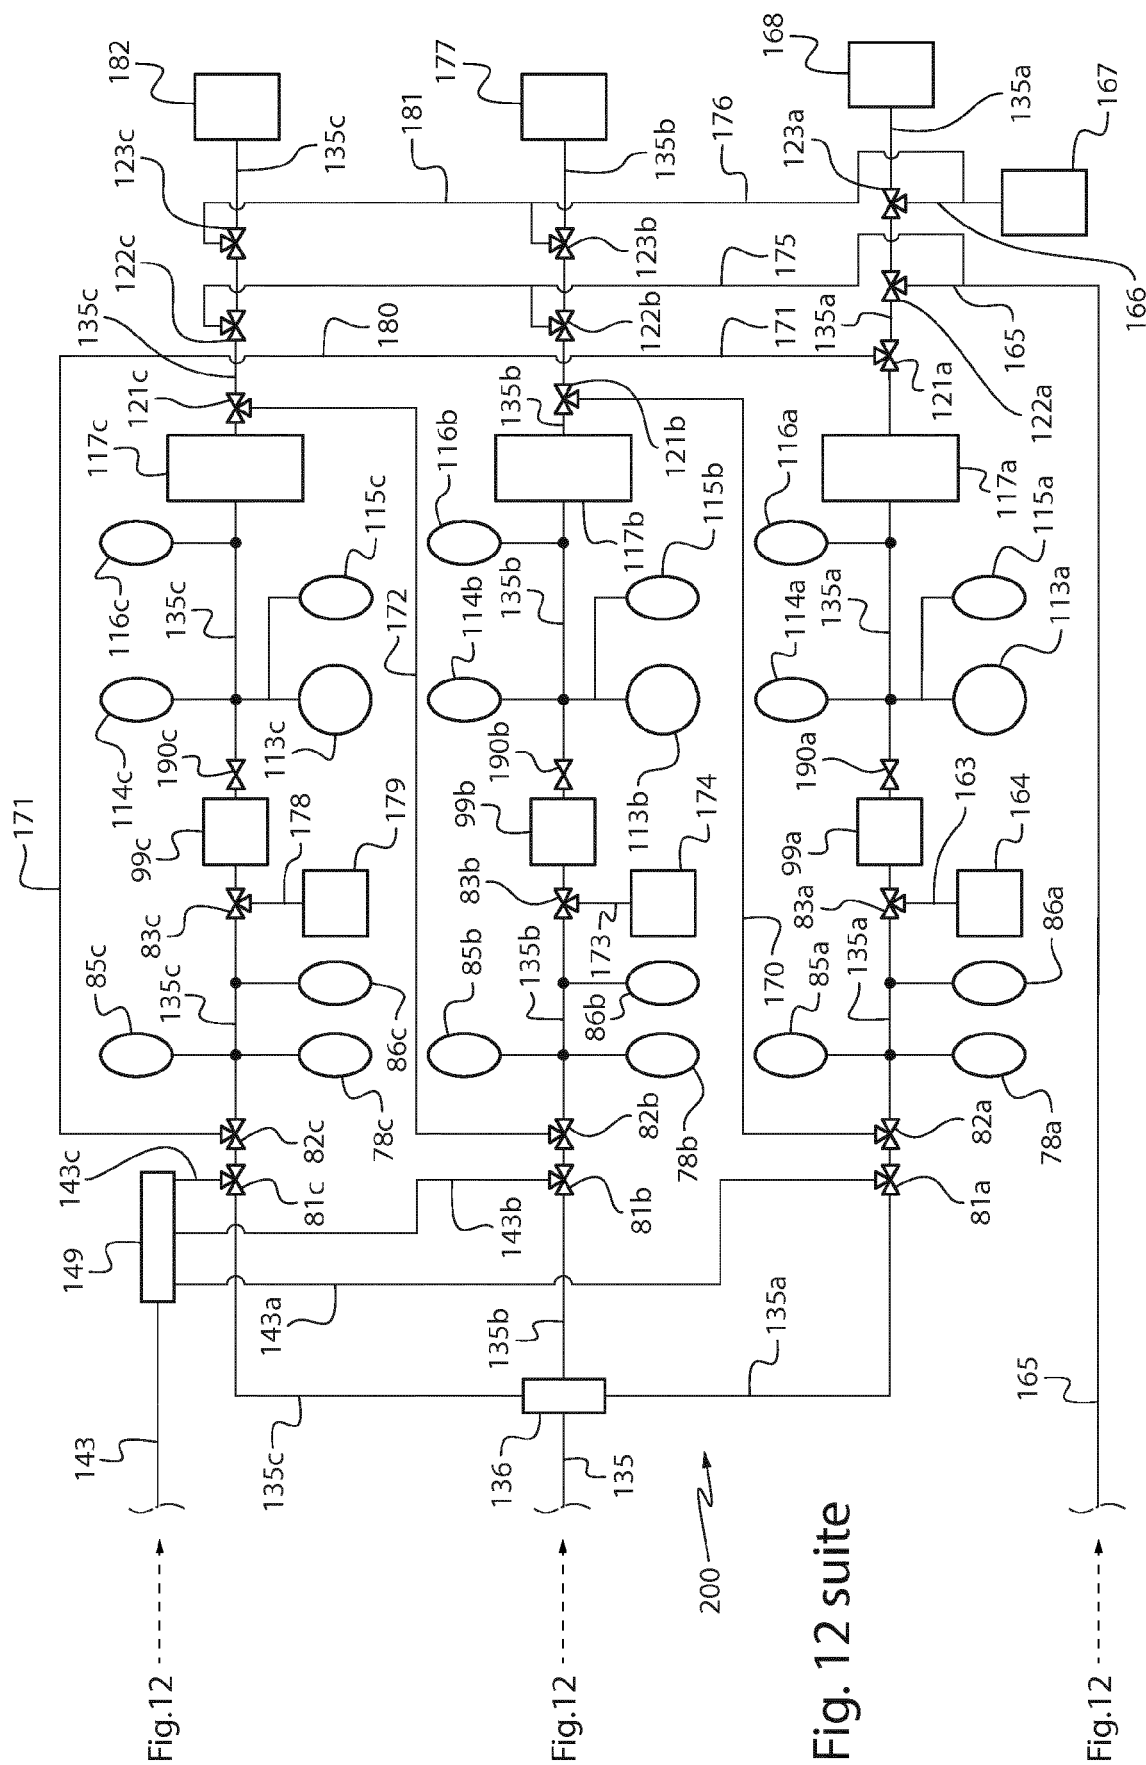 182
177
168
123c
135c
181
135b
176
123a
135a
167
122c
135c
180
123b
175
122b
171
135a
165
166
121c
117c
116b
135b
121b
116a
121a
122a
116c
135c
115c
172
114b
135b
117b
115b
114a
135a
117a
115a
113a
114c
190c
113c
190b
113b
190a
171
99c
178
179
99b
174
99a
163
164
83c
83b
173
83a
85c
135c
86c
85b
135b
86b
170
85a
135a
86a
78c
78b
78a
143c
82c
82b
82a
149
81c
143b
81b
81a
143a
135b
135a
143
135c
136
135
165
200
Fig.12
Fig.12
Fig.12
Fig. 12 suite